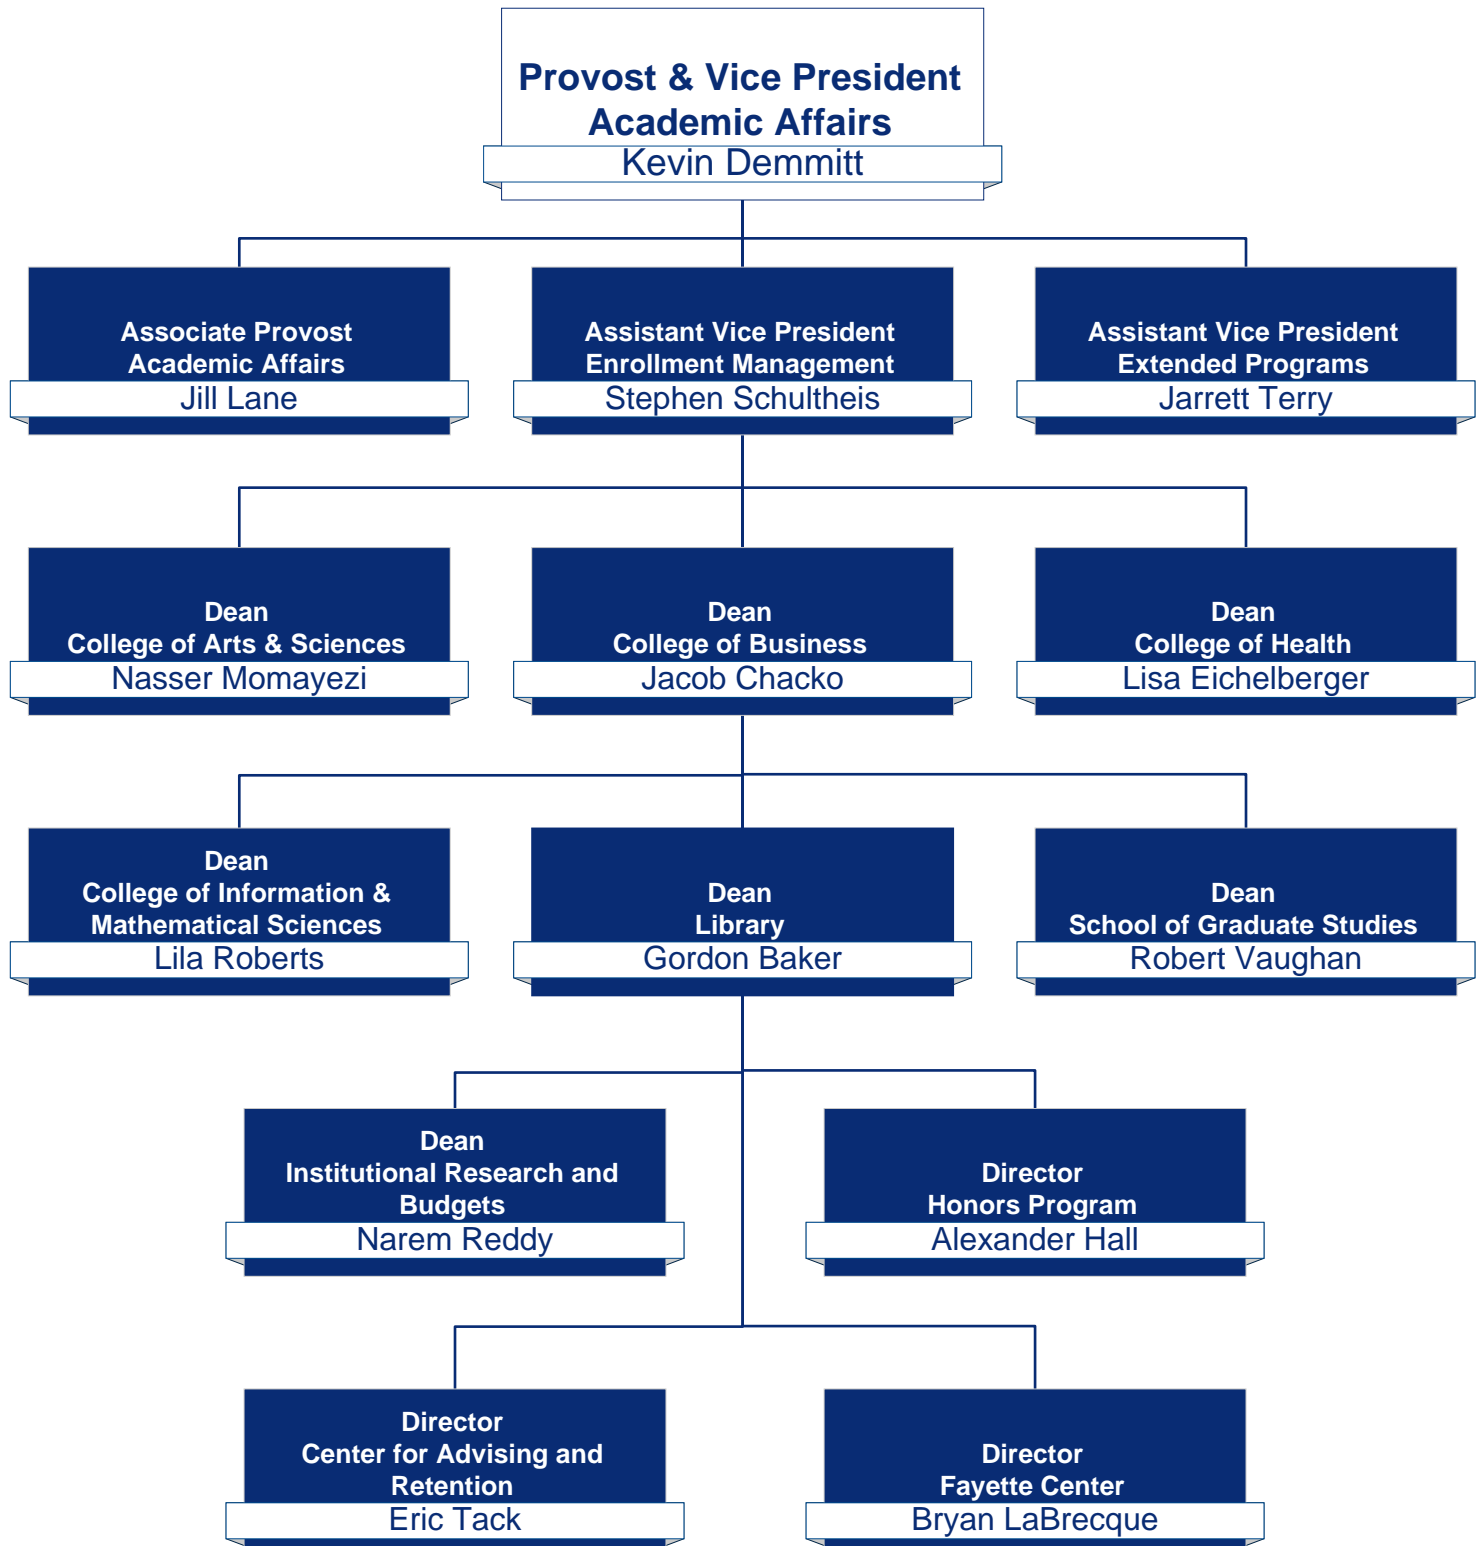 Provost & Vice President
Academic Affairs
Kevin Demmitt
Associate Provost
Academic Affairs
Jill Lane
Assistant Vice President
Enrollment Management
Stephen Schultheis
Assistant Vice President
Extended Programs
Jarrett Terry
Dean
College of Arts & Sciences
Nasser Momayezi
Dean
College of Business
Jacob Chacko
Dean
College of Health
Lisa Eichelberger
Dean
College of Information &
Mathematical Sciences
Lila Roberts
Dean
Library
Gordon Baker
Dean
School of Graduate Studies
Robert Vaughan
Dean
Institutional Research and
Budgets
Narem Reddy
Director
Honors Program
Alexander Hall
Director
Center for Advising and
Retention
Eric Tack
Director
Fayette Center
Bryan LaBrecque